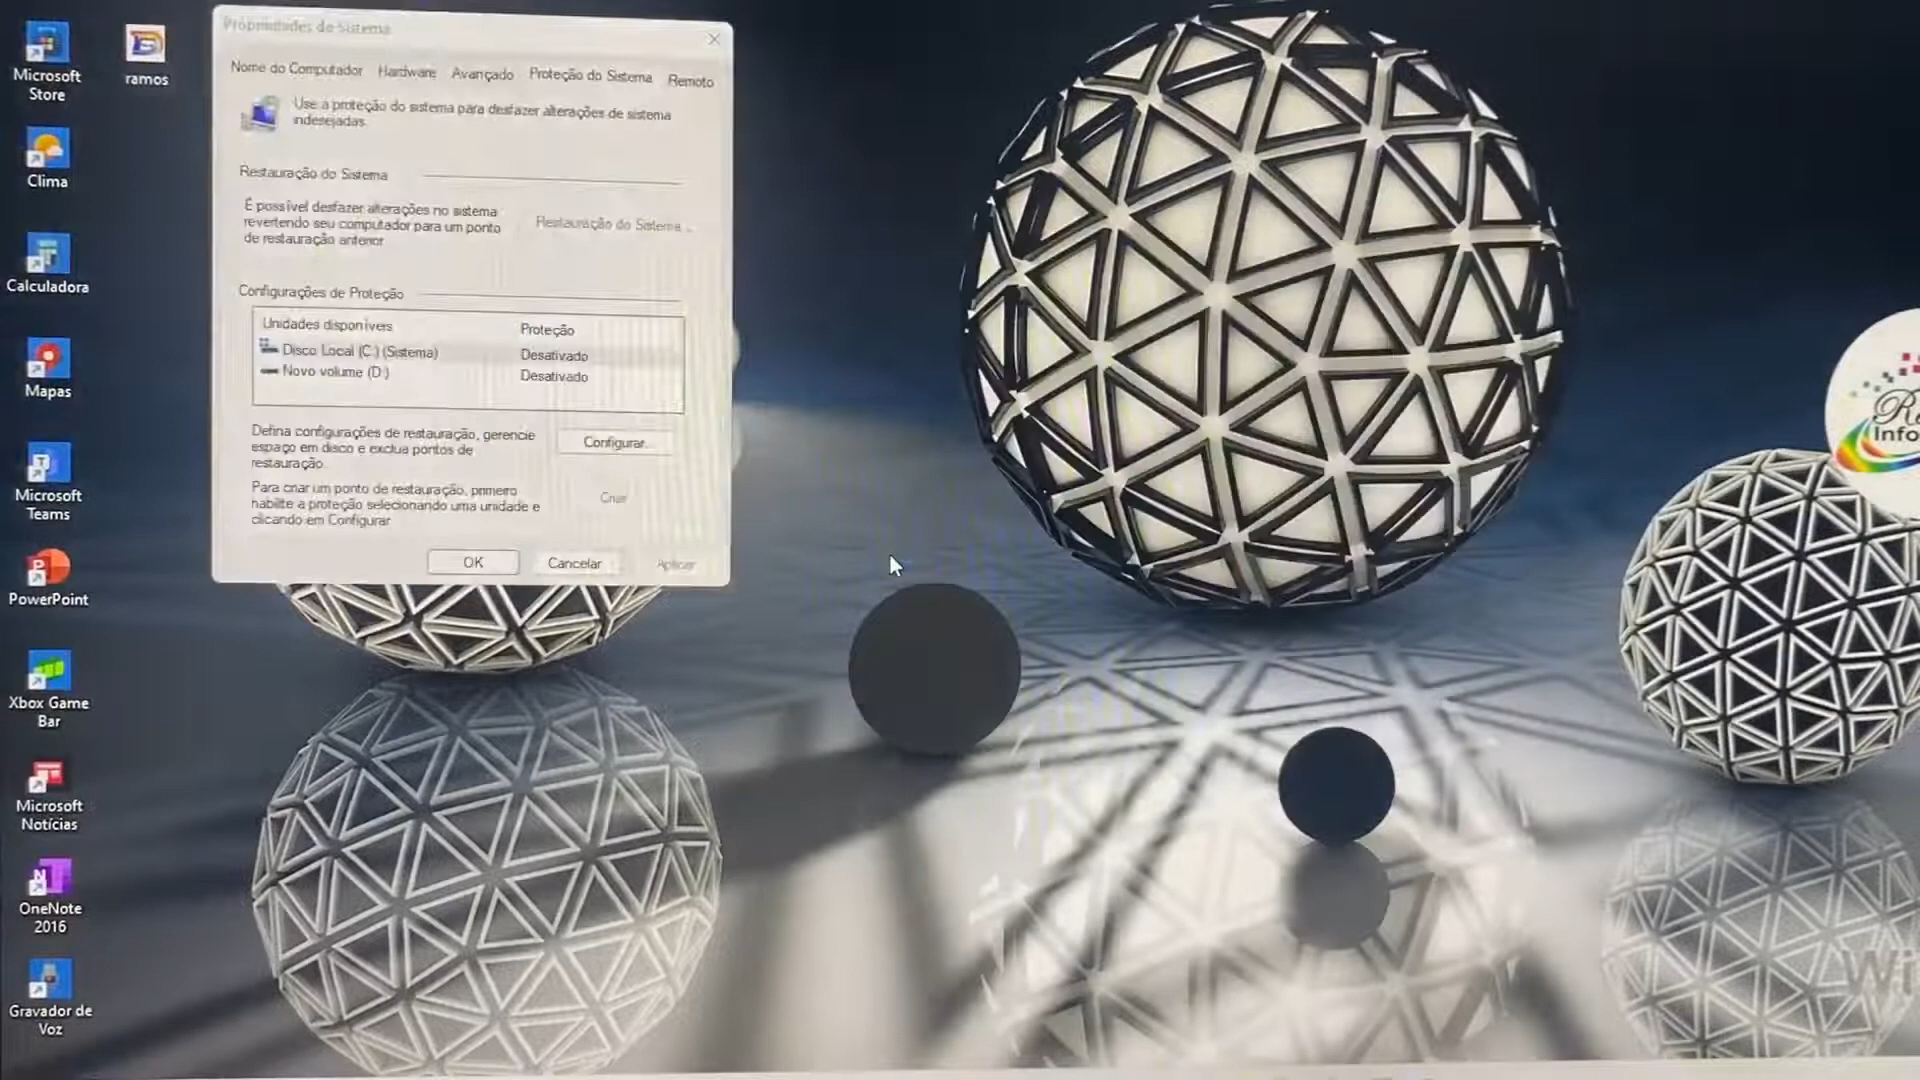 Microsoft
Store
ramos
Clima
Calculadora
Mapas
Microsoft
Teams
PowerPoint
Xbox Game
Bar
Microsoft
Notícias
OneNote
2016
Gravador de
Voz
Propriedades do Sistema
Nome do Computador Hardware Avançado Proteção do Sistema Remoto
Use a proteção do sistema para desfazer alterações de sistema
indesejadas.
Restauração do Sistema
É possível desfazer alterações no sistema
revertendo seu computador para um ponto
de restauração anterior
Restauração do Sistema...
Configurações de Proteção
Unidades disponíveis Proteção
Disco Local (C:) (Sistema) Desativado
Novo volume (D:) Desativado
Defina configurações de restauração, gerencie
espaço em disco e exclua pontos de
restauração.
Configurar...
Para criar um ponto de restauração, primeiro
habilite a proteção selecionando uma unidade e
clicando em Configurar
Criar
OK Cancelar Aplicar
Info
Wi